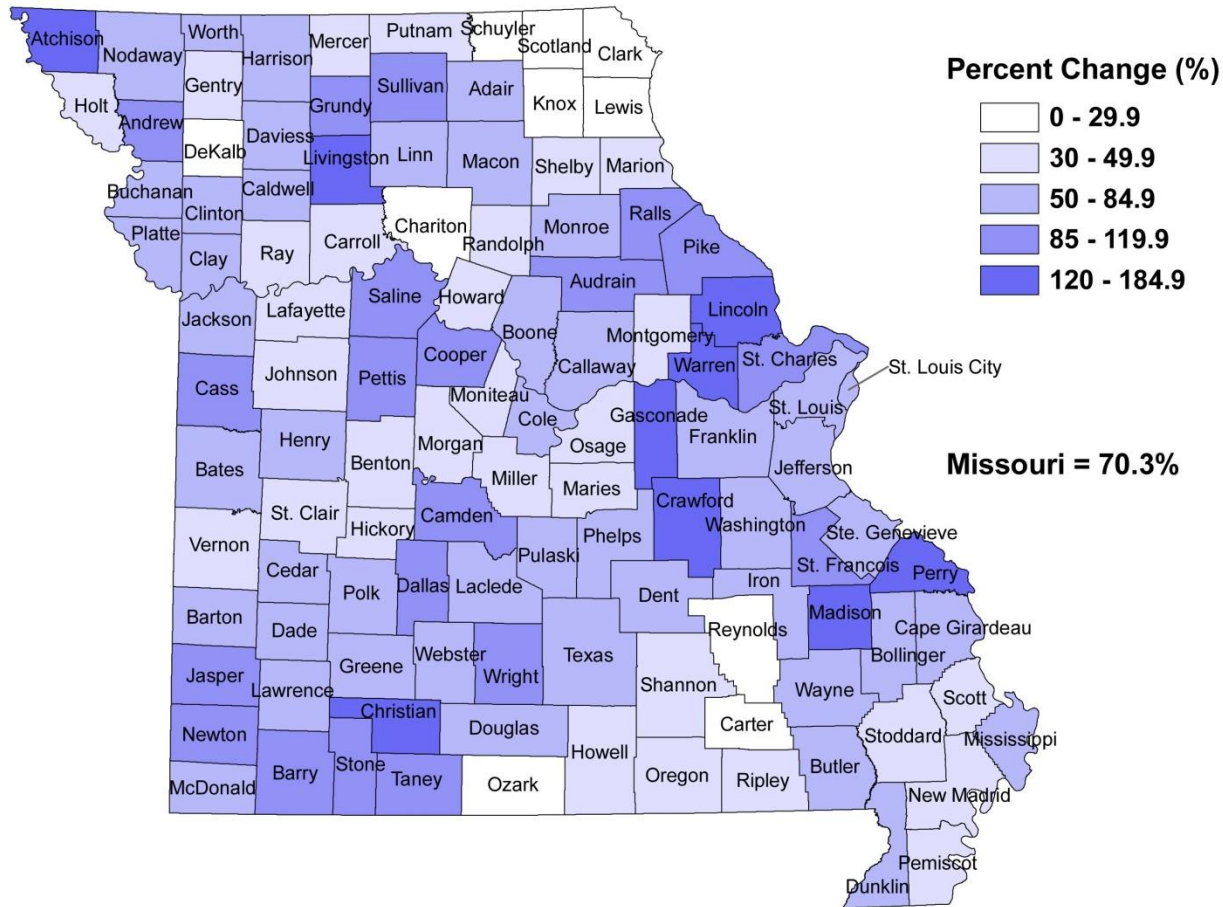 Atchison
Nodaway
Worth
Harrison
Mercer
Putnam
Schuyler
Scotland
Clark
Gentry
Sullivan
Adair
Knox
Lewis
Holt
Andrew
Grundy
DeKalb
Daviess
Livingston
Linn
Macon
Shelby
Marion
Buchanan
Clinton
Caldwell
Chariton
Ralls
Monroe
Platte
Clay
Ray
Carroll
Randolph
Pike
Audrain
Saline
Howard
Lincoln
Jackson
Lafayette
Boone
Montgomery
Cooper
Callaway
Warren
St. Charles
Cass
Johnson
Pettis
Moniteau
St. Louis City
St. Louis
Cole
Gasconade
Franklin
Henry
Morgan
Osage
Bates
Benton
Miller
Maries
Jefferson
St. Clair
Camden
Crawford
Washington
Ste. Genevieve
Vernon
Hickory
Pulaski
Phelps
St. Francois
Perry
Cedar
Polk
Dallas
Laclede
Dent
Iron
Madison
Barton
Dade
Reynolds
Cape Girardeau
Greene
Webster
Wright
Texas
Bollinger
Jasper
Lawrence
Shannon
Wayne
Scott
Christian
Douglas
Carter
Stoddard
Mississippi
Newton
Barry
Stone
Taney
Ozark
Howell
Oregon
Ripley
Butler
McDonald
New Madrid
Pemiscot
Dunklin
Percent Change (%)
0 - 29.9
30 - 49.9
50 - 84.9
85 - 119.9
120 - 184.9
Missouri = 70.3%